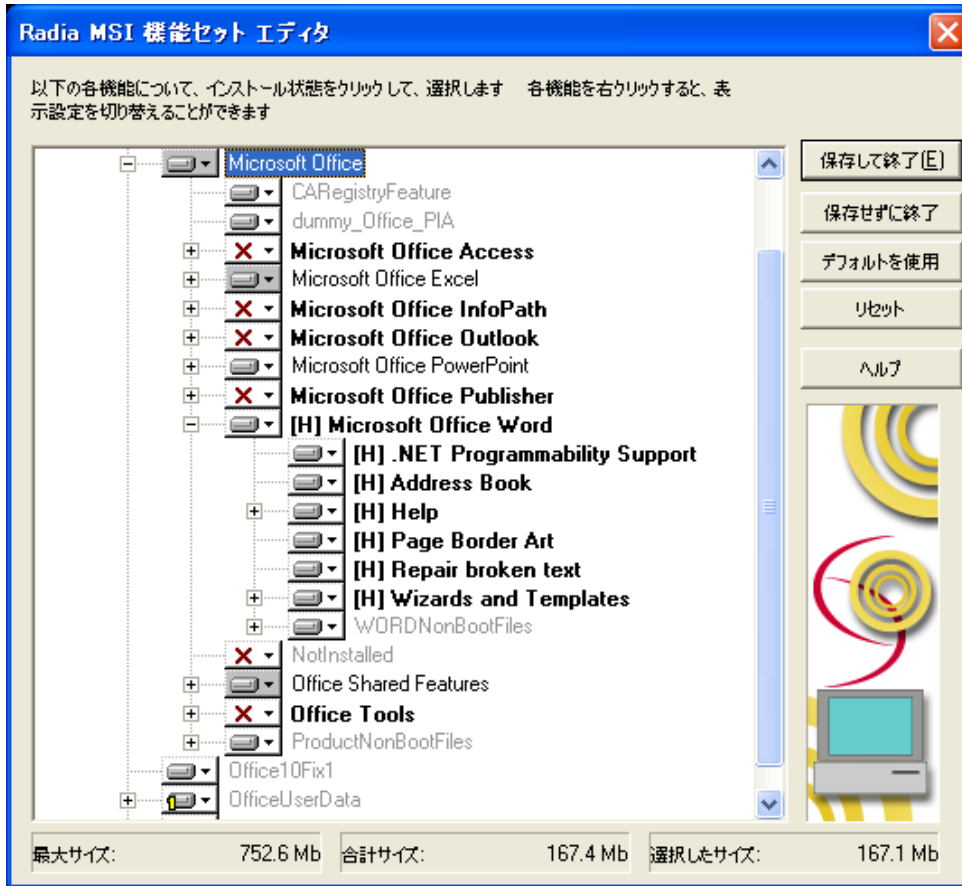 Radia MSI 機能セット エディタ
以下の各機能について、インストール状態をクリックして、選択します　各機能を右クリックすると、表
示設定を切り替えることができます
Microsoft Office
CARegistryFeature
dummy_Office_PIA
Microsoft Office Access
Microsoft Office Excel
Microsoft Office InfoPath
Microsoft Office Outlook
Microsoft Office PowerPoint
Microsoft Office Publisher
[H] Microsoft Office Word
[H] .NET Programmability Support
[H] Address Book
[H] Help
[H] Page Border Art
[H] Repair broken text
[H] Wizards and Templates
WORDNonBootFiles
NotInstalled
Office Shared Features
Office Tools
ProductNonBootFiles
Office10Fix1
OfficeUserData
保存して終了(E)
保存せずに終了
デフォルトを使用
リセット
ヘルプ
最大サイズ: 752.6 Mb 合計サイズ: 167.4 Mb 選択したサイズ: 167.1 Mb